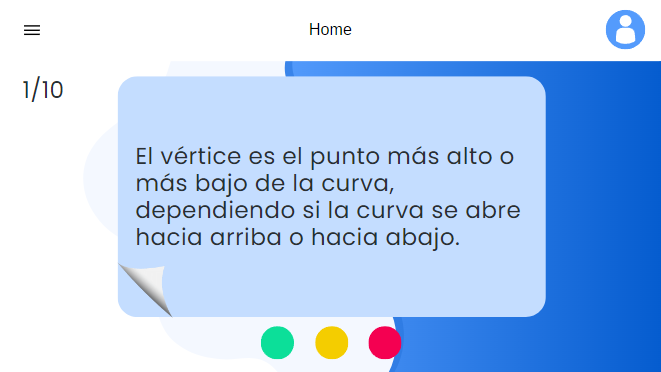 Home
1/10
El vértice es el punto más alto o
más bajo de la curva,
dependiendo si la curva se abre
hacia arriba o hacia abajo.